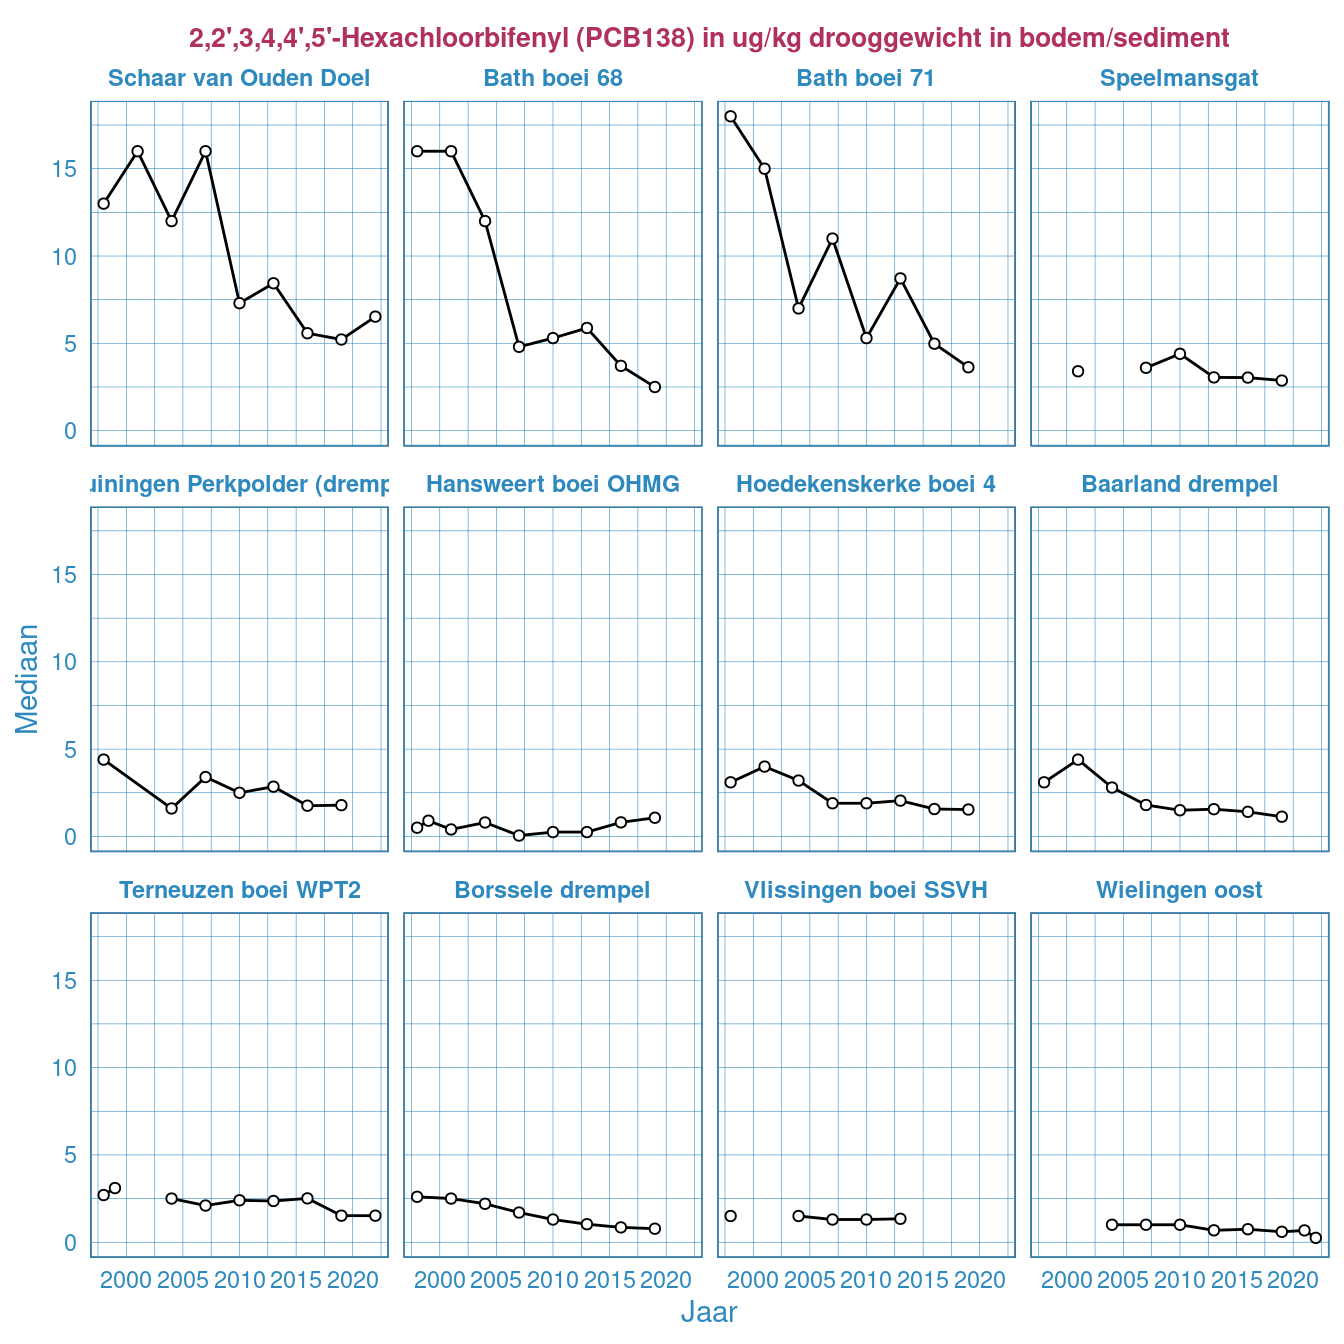 2,2',3,4,4',5'-Hexachloorbifenyl (PCB138) in ug/kg drooggewicht in bodem/sediment
Schaar van Ouden Doel Bath boei 68 Bath boei 71 Speelmansgat
15
10
5
0
uiningen Perkpolder (dremp Hansweert boei OHMG Hoedekenskerke boei 4 Baarland drempel
15
10
5
0
Mediaan
Terneuzen boei WPT2 Borssele drempel Vlissingen boei SSVH Wielingen oost
15
10
5
0
2000 2005 2010 2015 2020 2000 2005 2010 2015 2020 2000 2005 2010 2015 2020 2000 2005 2010 2015 2020
Jaar